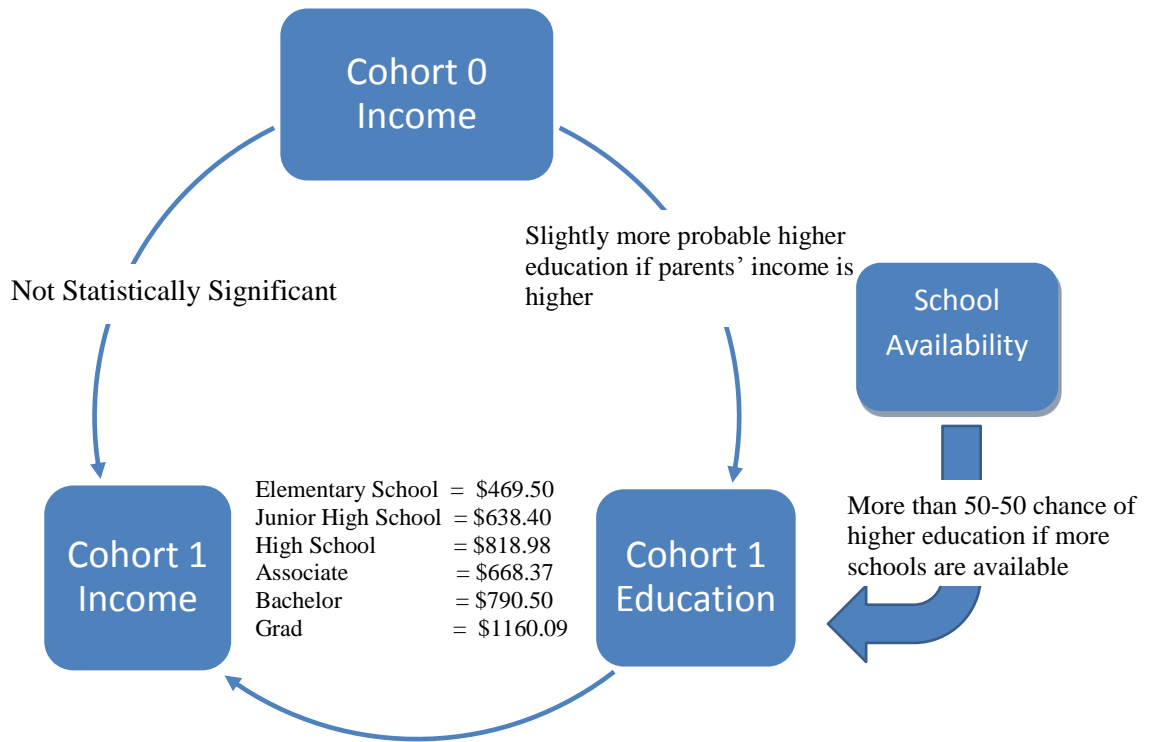 Cohort 0
Income
Slightly more probable higher
education if parents’ income is
higher
Not Statistically Significant
School
Availability
Elementary School = $469.50
Junior High School = $638.40
High School = $818.98
Associate = $668.37
Bachelor = $790.50
Grad = $1160.09
Cohort 1
Income
Cohort 1
Education
More than 50-50 chance of
higher education if more
schools are available